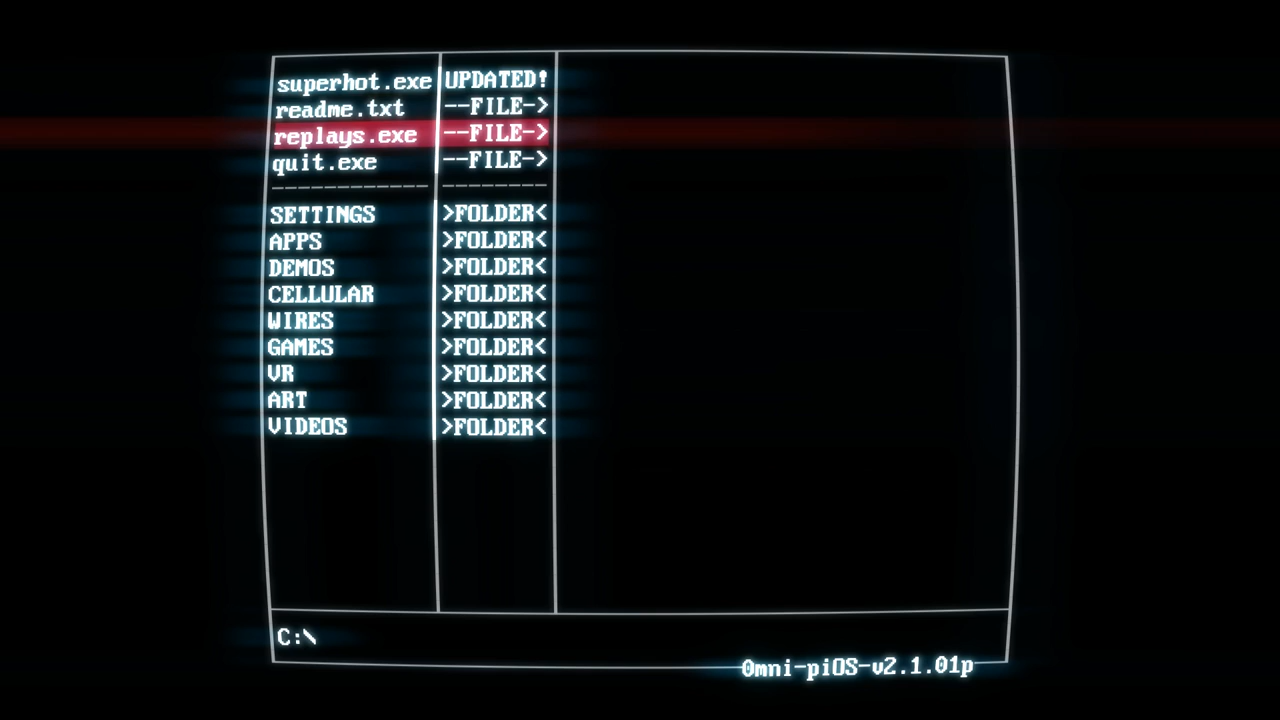 superhot.exe UPDATED!
readme.txt --FILE->
replays.exe --FILE->
quit.exe --FILE->
------------- --------
SETTINGS >FOLDER<
APPS >FOLDER<
DEMOS >FOLDER<
CELLULAR >FOLDER<
WIRES >FOLDER<
GAMES >FOLDER<
VR >FOLDER<
ART >FOLDER<
VIDEOS >FOLDER<
C:\
Omni-piOS-v2.1.01p